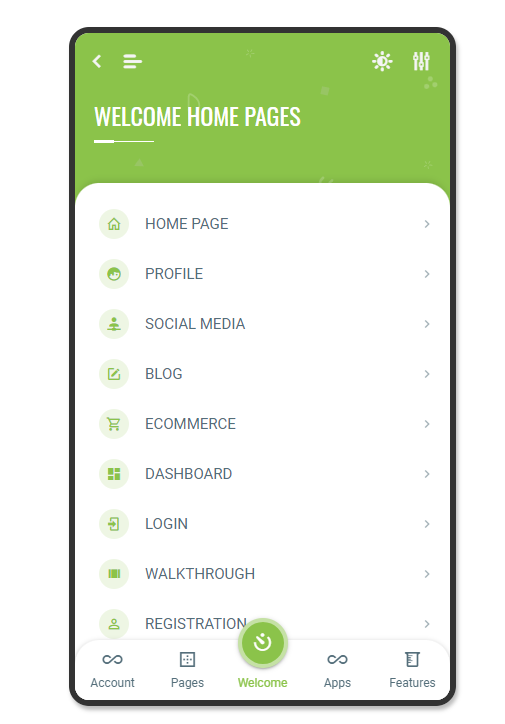 WELCOME HOME PAGES
HOME PAGE
PROFILE
SOCIAL MEDIA
BLOG
ECOMMERCE
DASHBOARD
LOGIN
WALKTHROUGH
REGISTRATION
Account Pages Welcome Apps Features